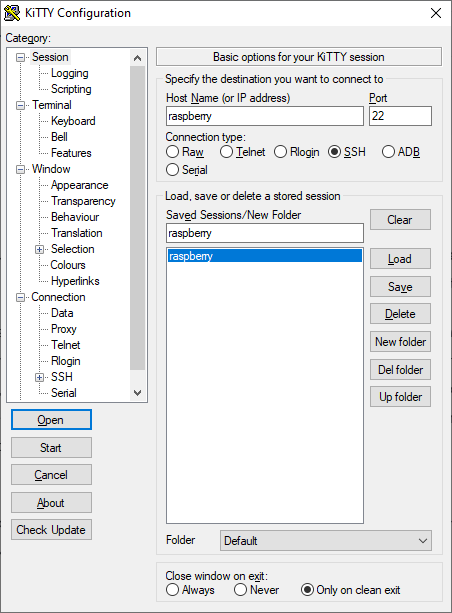 KiTTY Configuration
Category:
Session
Logging
Scripting
Terminal
Keyboard
Bell
Features
Window
Appearance
Transparency
Behaviour
Translation
Selection
Colours
Hyperlinks
Connection
Data
Proxy
Telnet
Rlogin
SSH
Serial
Open
Start
Cancel
About
Check Update
Basic options for your KiTTY session
Specify the destination you want to connect to
Host Name (or IP address) Port
raspberry 22
Connection type:
Raw Telnet Rlogin SSH ADB
Serial
Load, save or delete a stored session
Saved Sessions/New Folder
raspberry Clear
raspberry
Load
Save
Delete
New folder
Del folder
Up folder
Folder Default
Close window on exit:
Always Never Only on clean exit